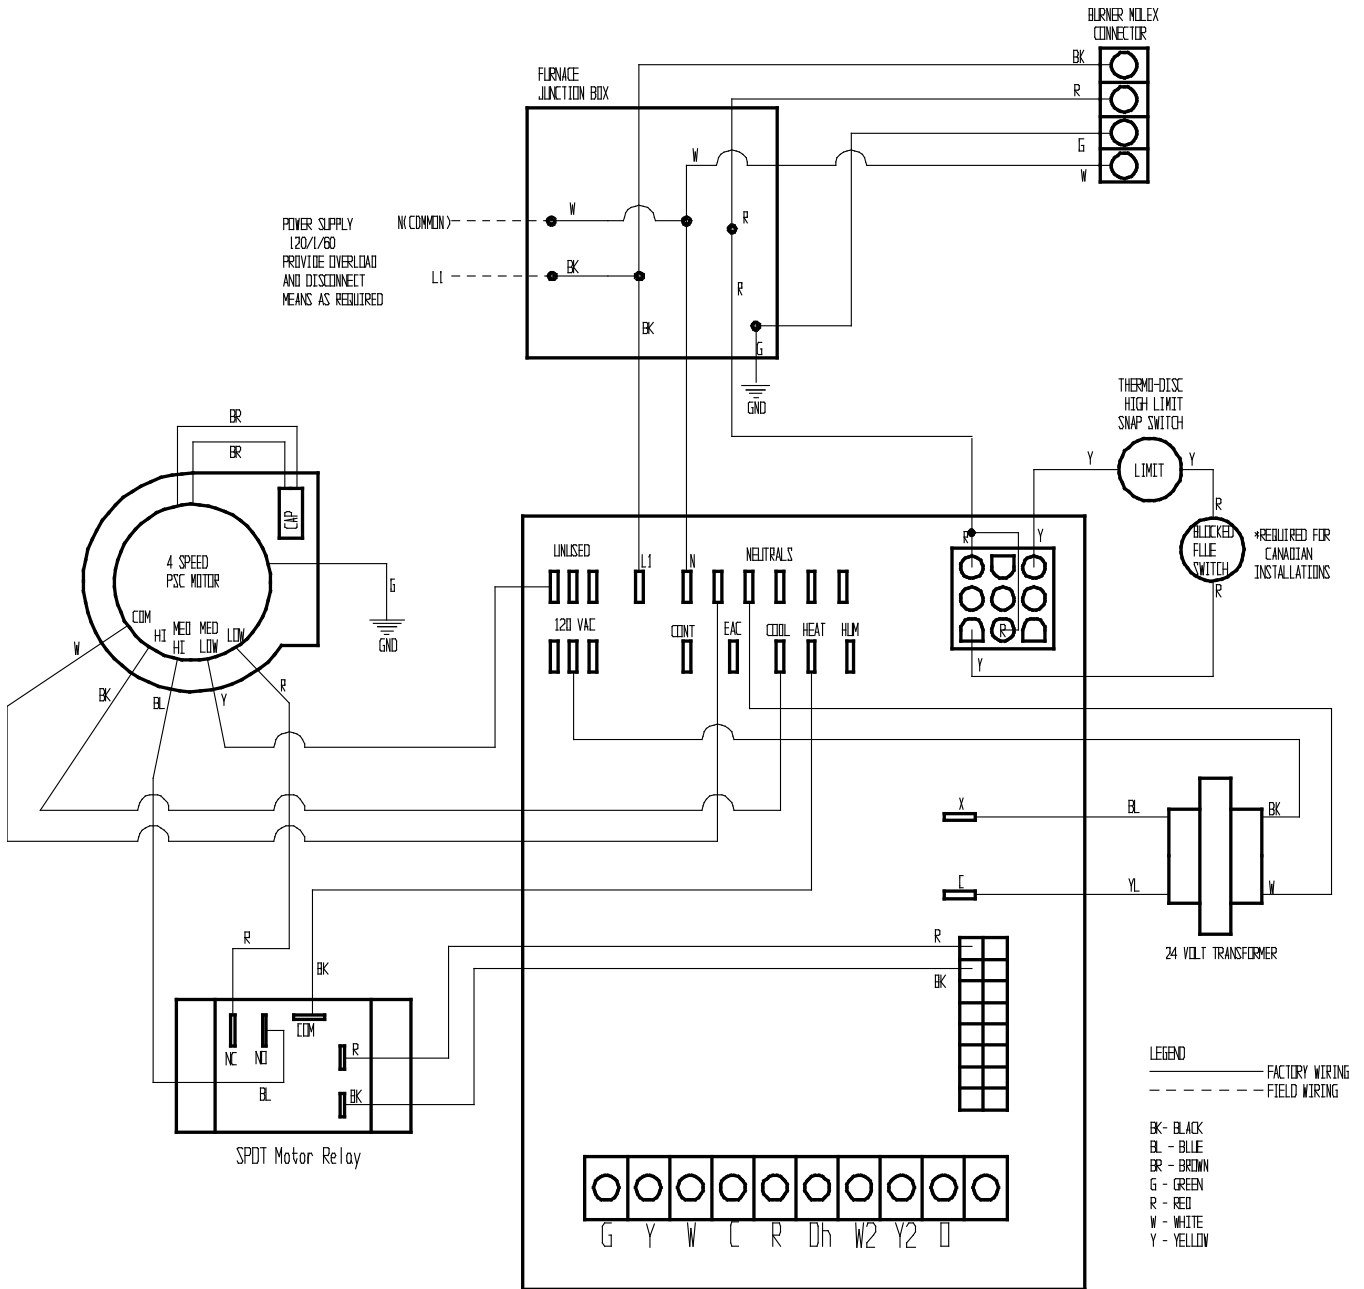 BURNER MOLEX
CONNECTOR
BK
R
G
W
FURNACE
JUNCTION BOX
W
POWER SUPPLY
120/1/60
PROVIDE OVERLOAD
AND DISCONNECT
MEANS AS REQUIRED
N(COMMON)
W
R
L1
BK
R
BK
G
GND
THERMO-DISC
HIGH LIMIT
SNAP SWITCH
Y
LIMIT
Y
R
BLOCKED
FLUE
SWITCH
*REQUIRED FOR
CANADIAN
INSTALLATIONS
R
BR
BR
CAP
4 SPEED
PSC MOTOR
G
GND
COM
HI
MED
HI
MED
LOW
LOW
W
BK
BL
Y
R
UNUSED
L1
N
NEUTRALS
R
Y
120 VAC
CONT
EAC
COOL
HEAT
HUM
R
Y
X
BL
BK
C
YL
W
24 VOLT TRANSFORMER
R
BK
R
BK
NC
NO
COM
R
BK
BL
SPDT Motor Relay
LEGEND
FACTORY WIRING
FIELD WIRING
BK- BLACK
BL - BLUE
BR - BROWN
G - GREEN
R - RED
W - WHITE
Y - YELLOW
G Y W C R Dh W2 Y2 O